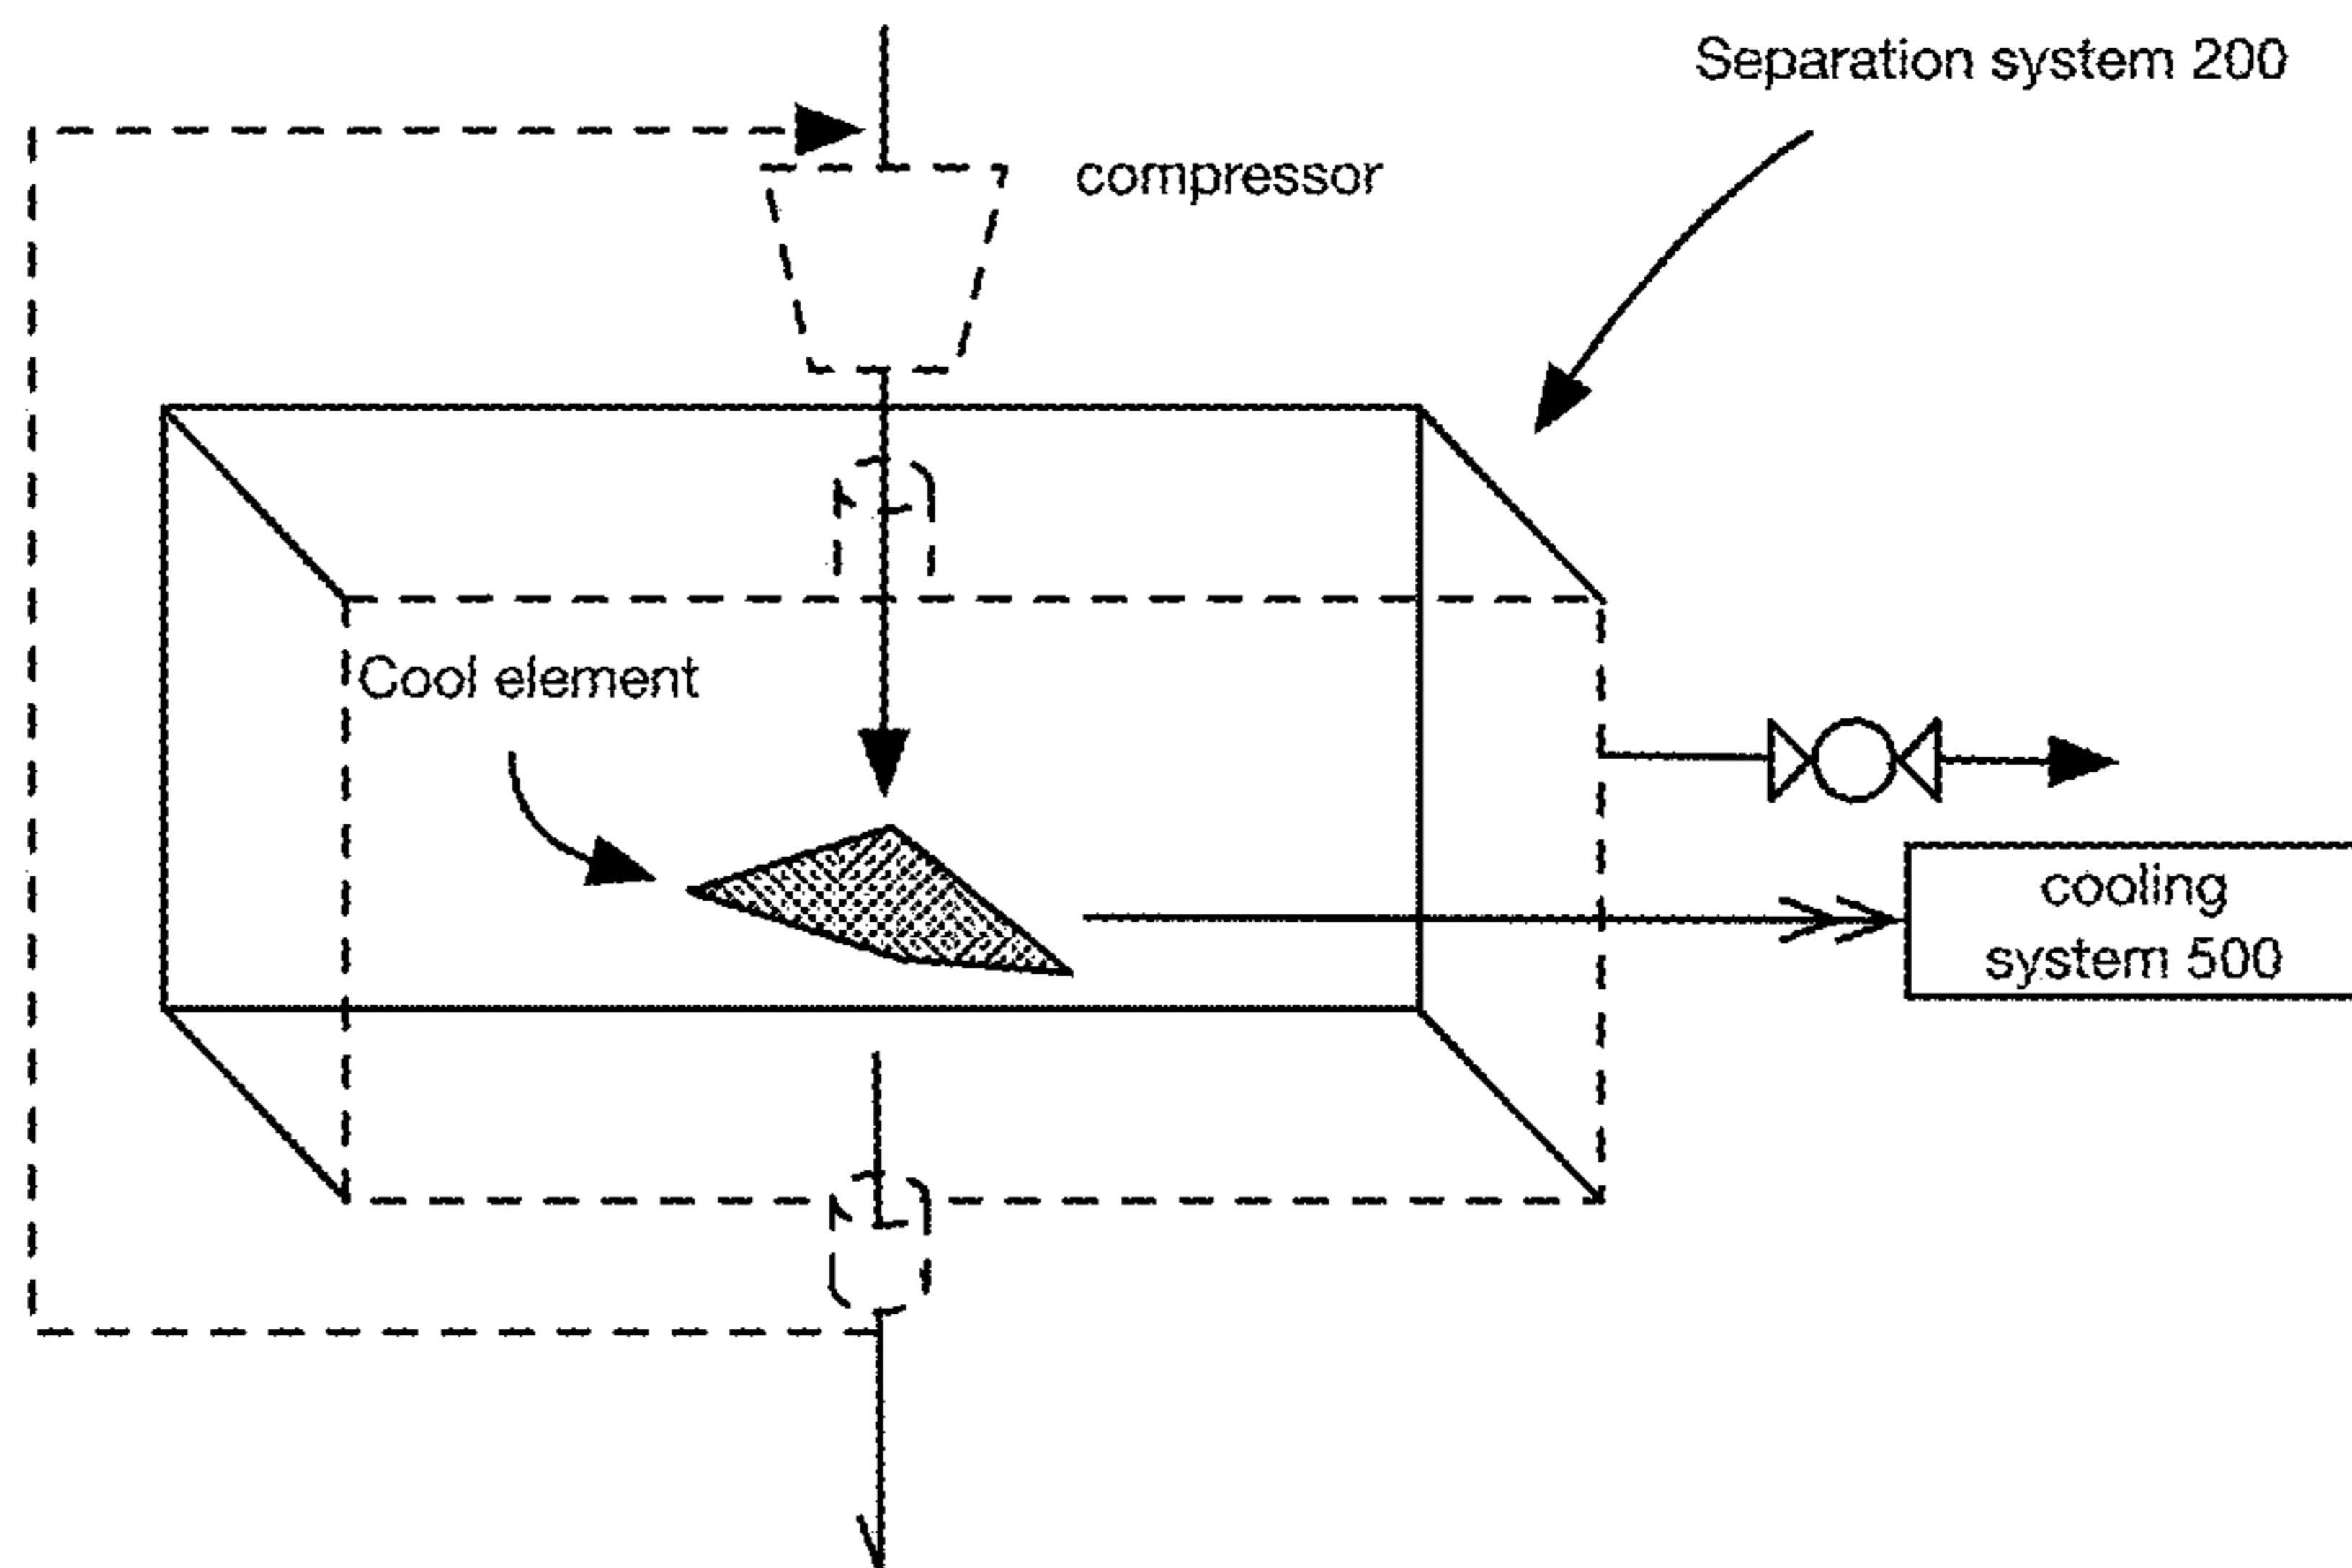 Separation system 200
compressor
Cool element
cooling
system 500